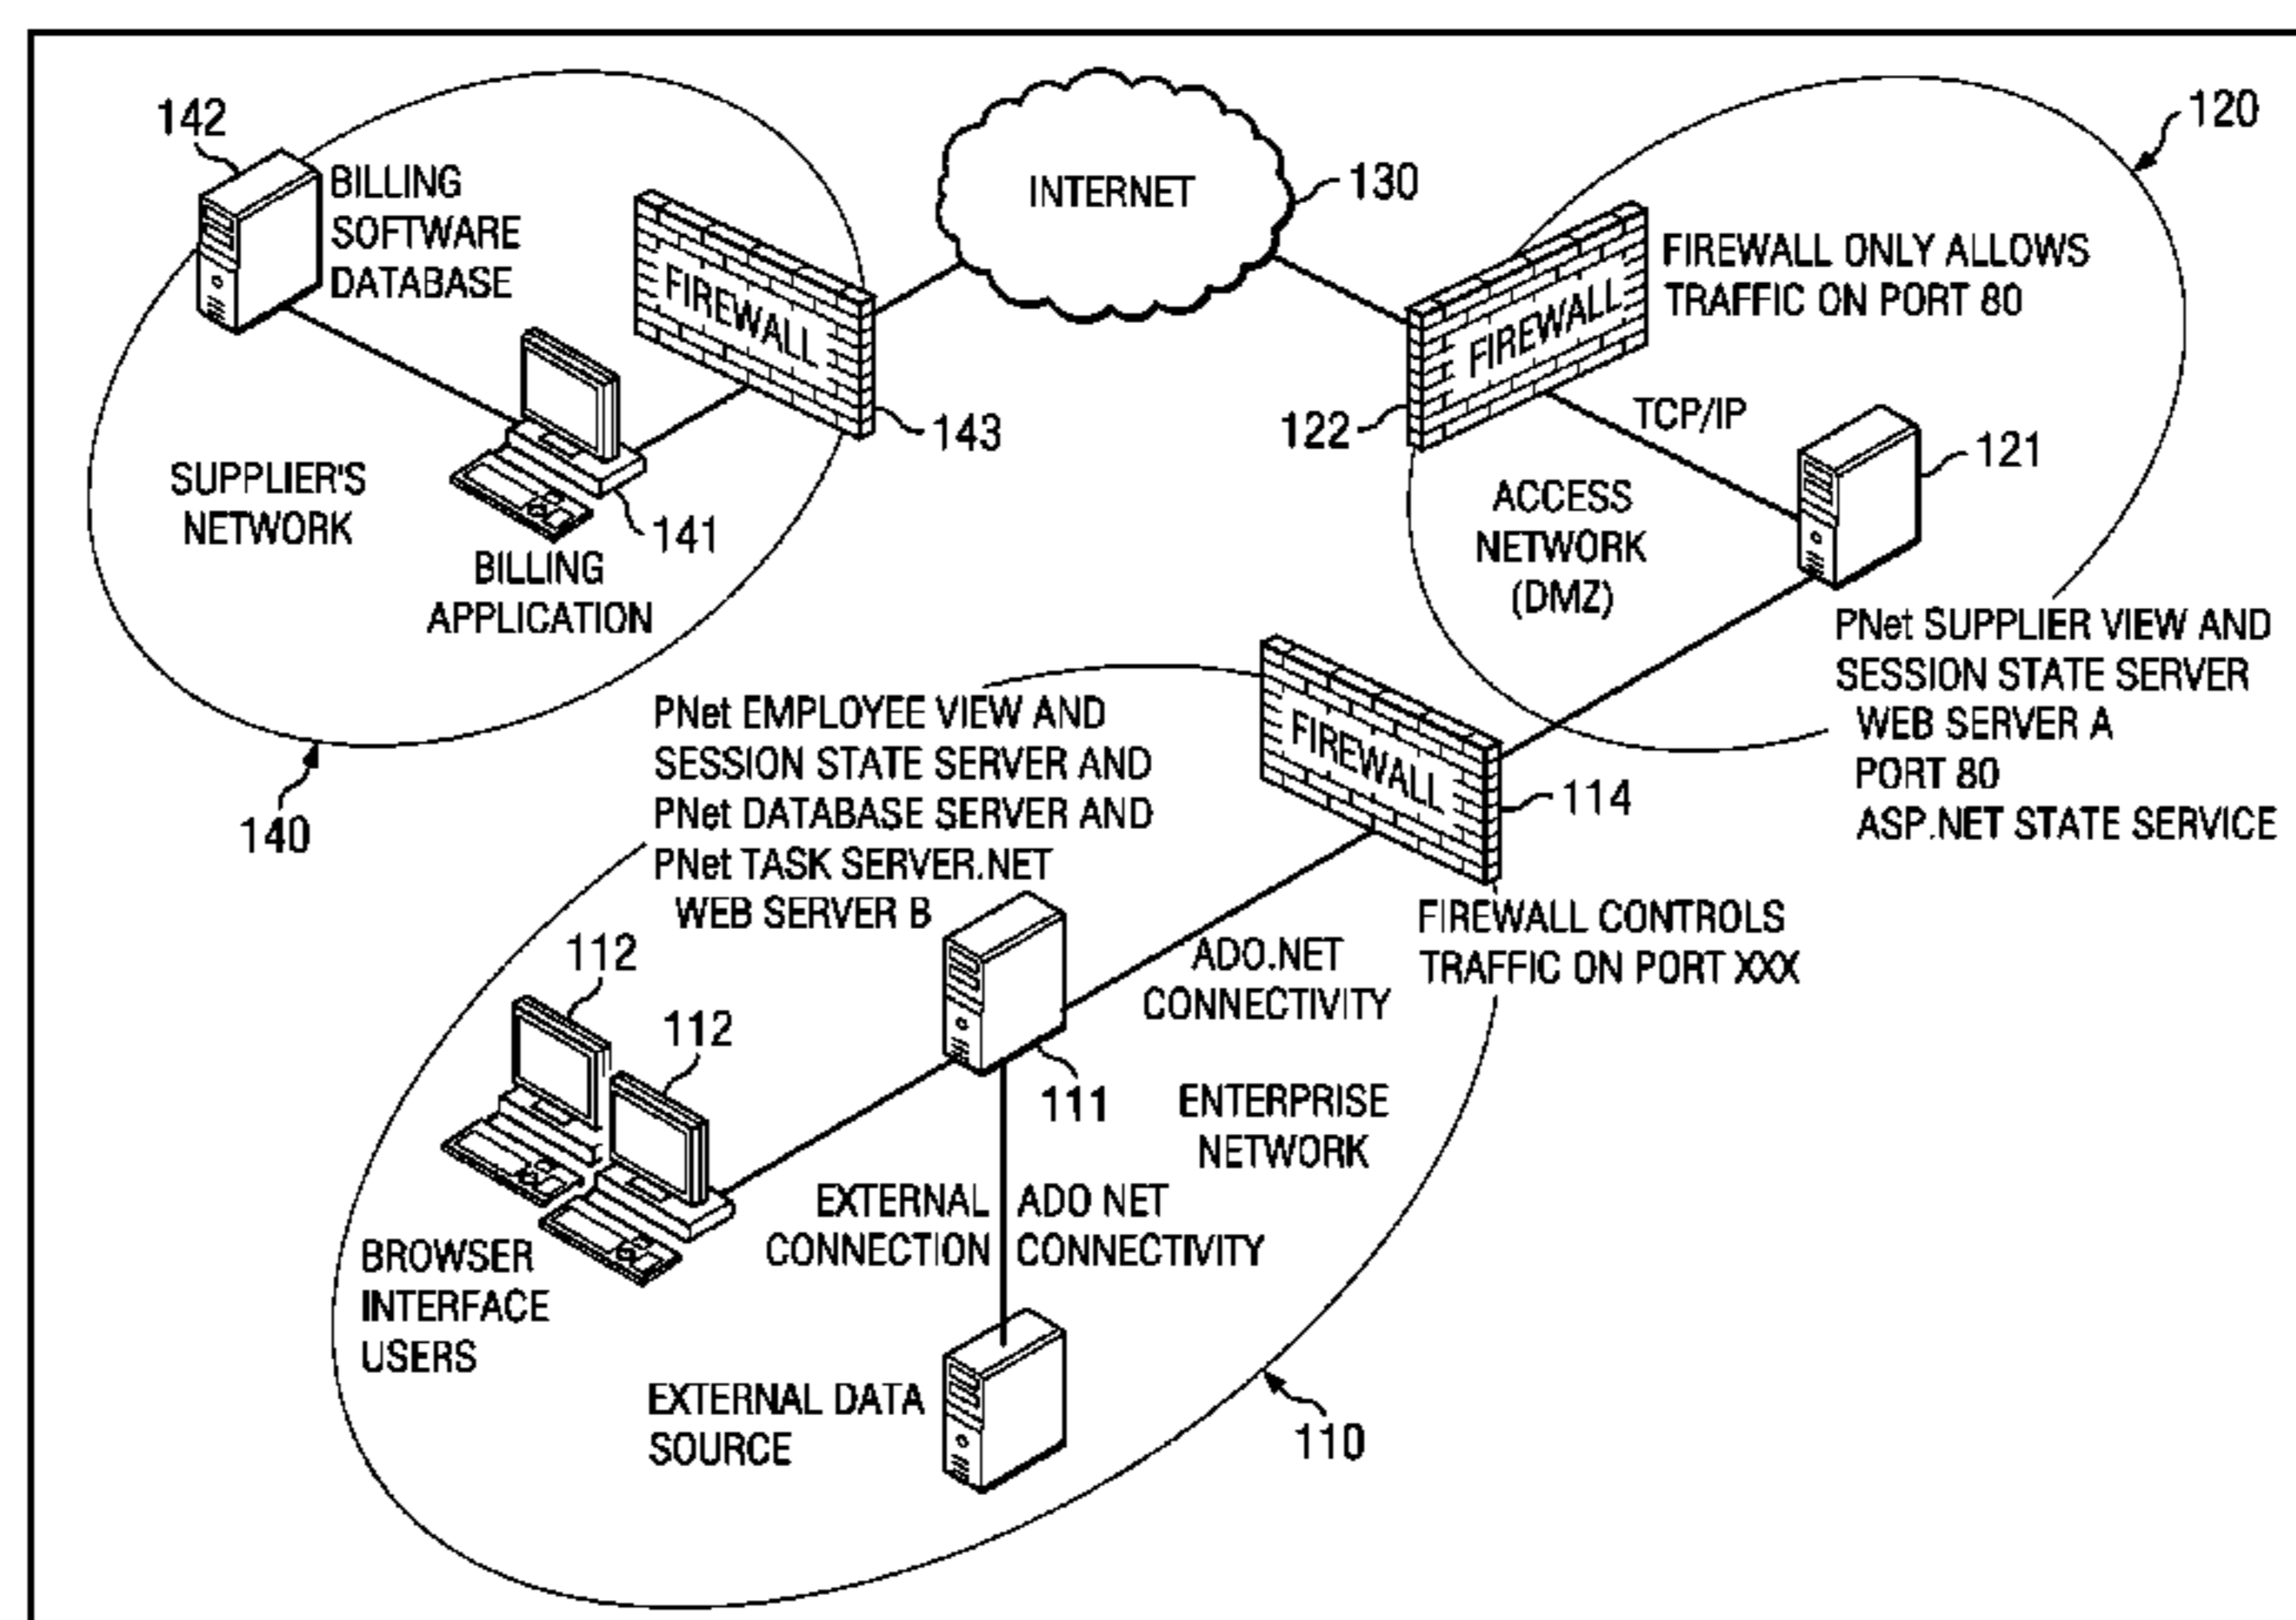 142
BILLING
SOFTWARE
DATABASE
FIREWALL
143
SUPPLIER'S
NETWORK
141
BILLING
APPLICATION
140
INTERNET
130
120
FIREWALL ONLY ALLOWS
TRAFFIC ON PORT 80
FIREWALL
122
TCP/IP
121
ACCESS
NETWORK
(DMZ)
PNet SUPPLIER VIEW AND
SESSION STATE SERVER
WEB SERVER A
PORT 80
ASP.NET STATE SERVICE
PNet EMPLOYEE VIEW AND
SESSION STATE SERVER AND
PNet DATABASE SERVER AND
PNet TASK SERVER.NET
WEB SERVER B
FIREWALL
114
FIREWALL CONTROLS
TRAFFIC ON PORT XXX
112
112
ADO.NET
CONNECTIVITY
111
ENTERPRISE
NETWORK
EXTERNAL
CONNECTION
ADO NET
CONNECTIVITY
BROWSER
INTERFACE
USERS
EXTERNAL DATA
SOURCE
110